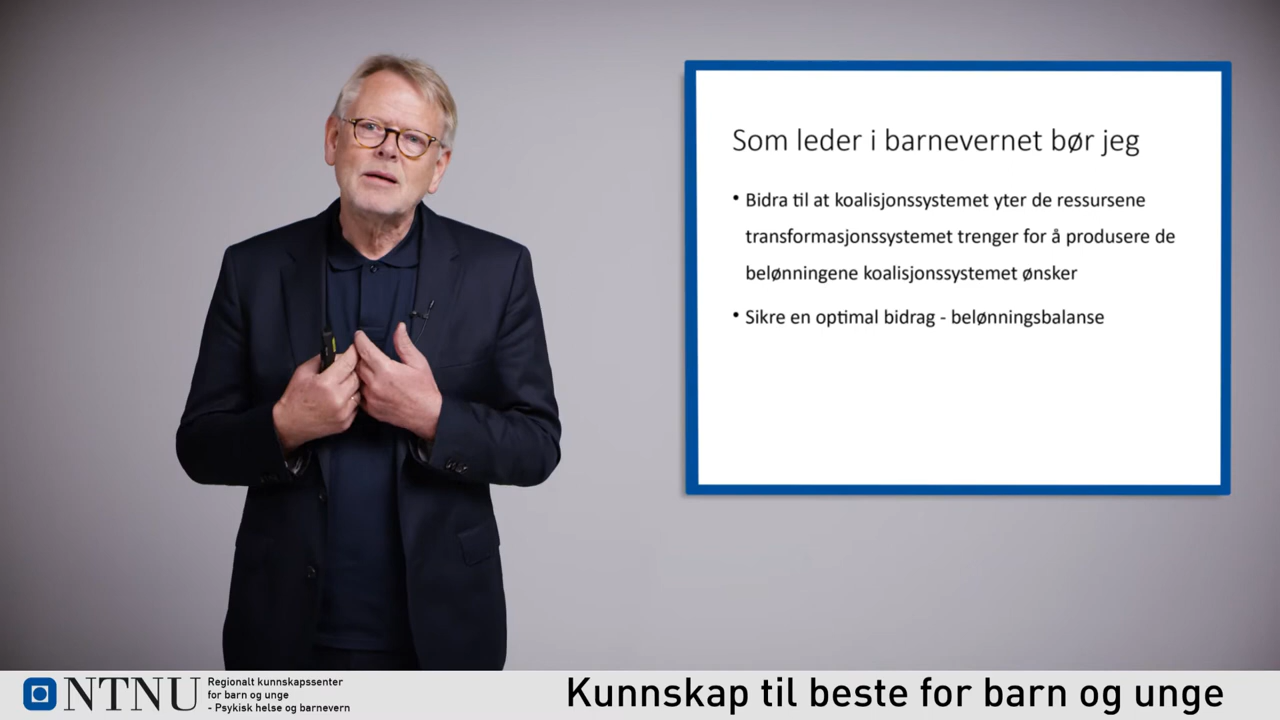 Som leder i barnevernet bør jeg
• Bidra til at koalisjonssystemet yter de ressursene
transformasjonssystemet trenger for å produsere de
belønningene koalisjonssystemet ønsker
• Sikre en optimal bidrag - belønningsbalanse
NTNU
Regionalt kunnskapssenter
for barn og unge
- Psykisk helse og barnevern
Kunnskap til beste for barn og unge